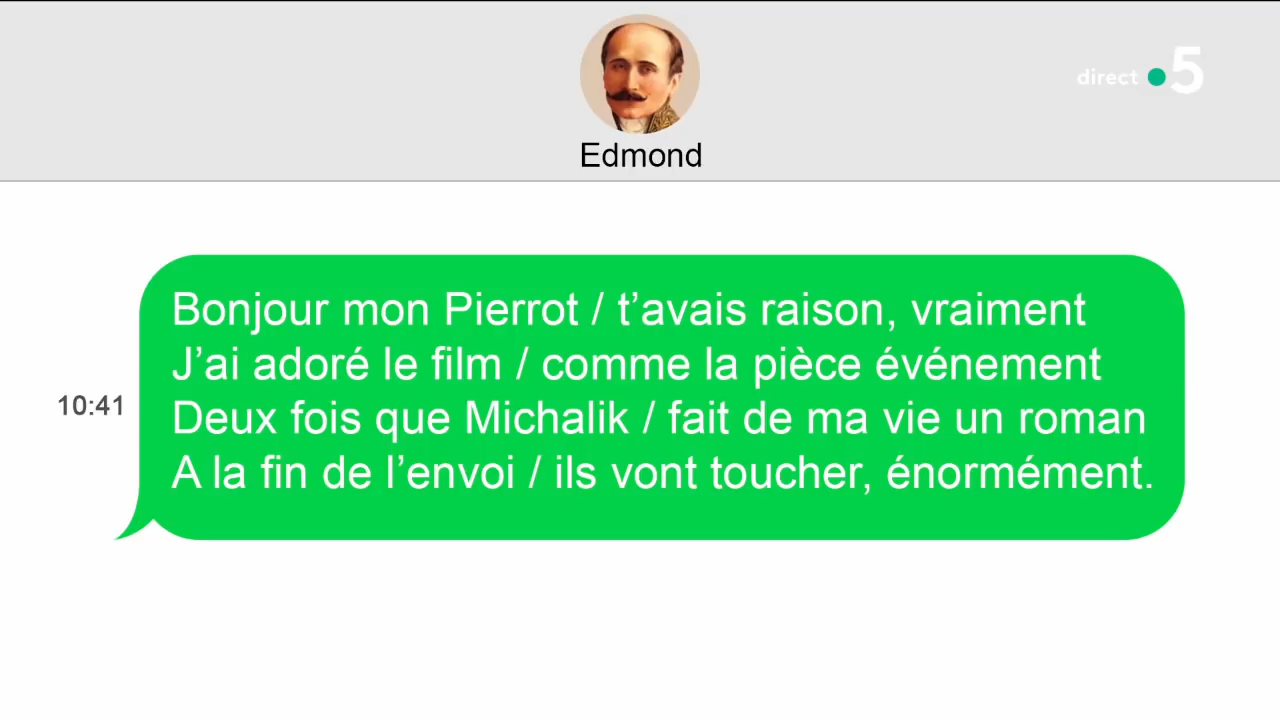 direct 5
Edmond
Bonjour mon Pierrot / t’avais raison, vraiment
J’ai adoré le film / comme la pièce événement
10:41
Deux fois que Michalik / fait de ma vie un roman
A la fin de l’envoi / ils vont toucher, énormément.